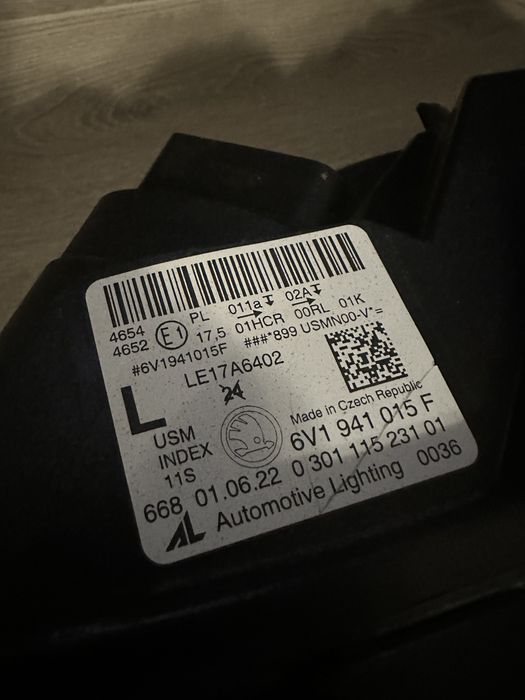 4654 E1 PL 011a 02A
4652 17,5 01HCR 00RL 01K
#6V1941015F ###*899 USMN00-V*=
LE17A6402
L
24
USM
INDEX
11S
Made in Czech Republic
6V1 941 015 F
668 01.06.22 0 301 115 231 01
AL Automotive Lighting 0036